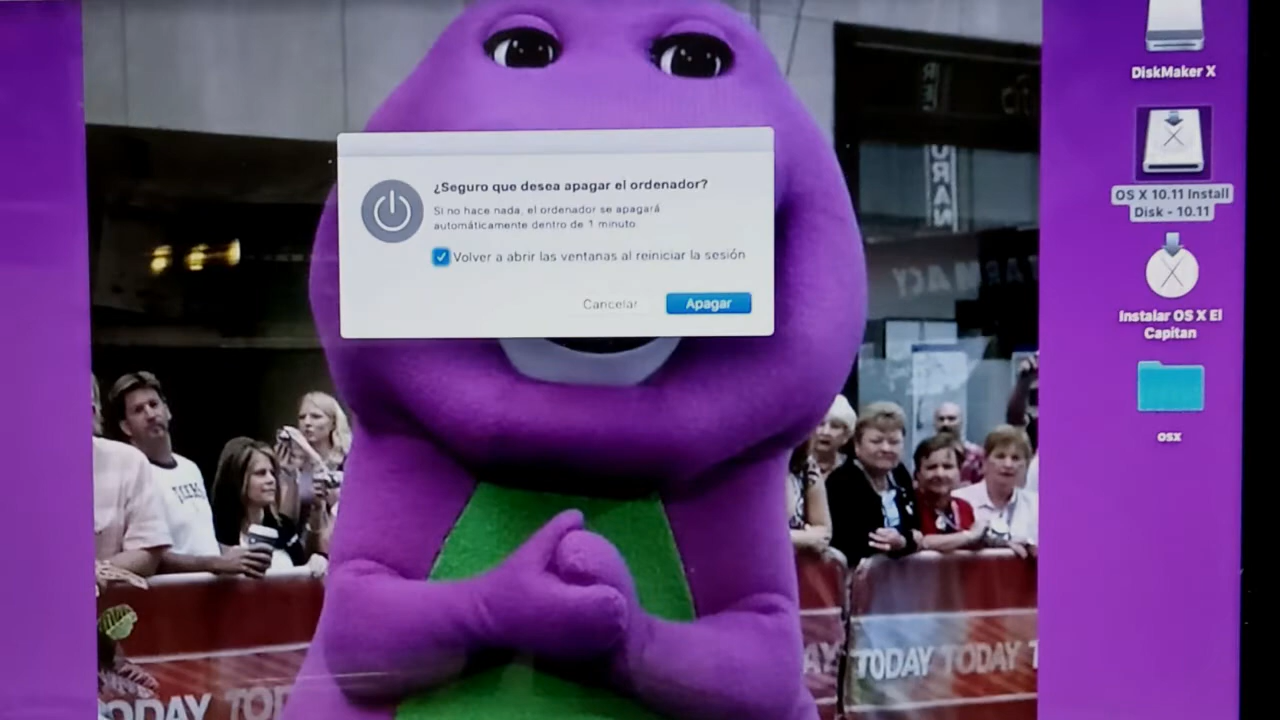 DiskMaker X
OS X 10.11 Install
Disk - 10.11
Instalar OS X El
Capitan
osx
¿Seguro que desea apagar el ordenador?
Si no hace nada, el ordenador se apagará
automáticamente dentro de 1 minuto.
Volver a abrir las ventanas al reiniciar la sesión
Cancelar
Apagar
TODAY TODAY
TODAY